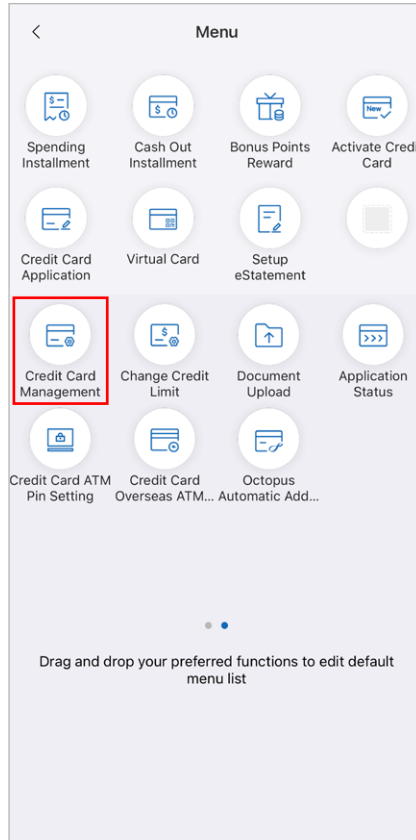 Menu
Spending
Installment
Cash Out
Installment
Bonus Points
Reward
Activate Credi
Card
Credit Card
Application
Virtual Card
Setup
eStatement
Credit Card
Management
Change Credit
Limit
Document
Upload
Application
Status
Credit Card ATM
Pin Setting
Credit Card
Overseas ATM...
Octopus
Automatic Add...
Drag and drop your preferred functions to edit default
menu list